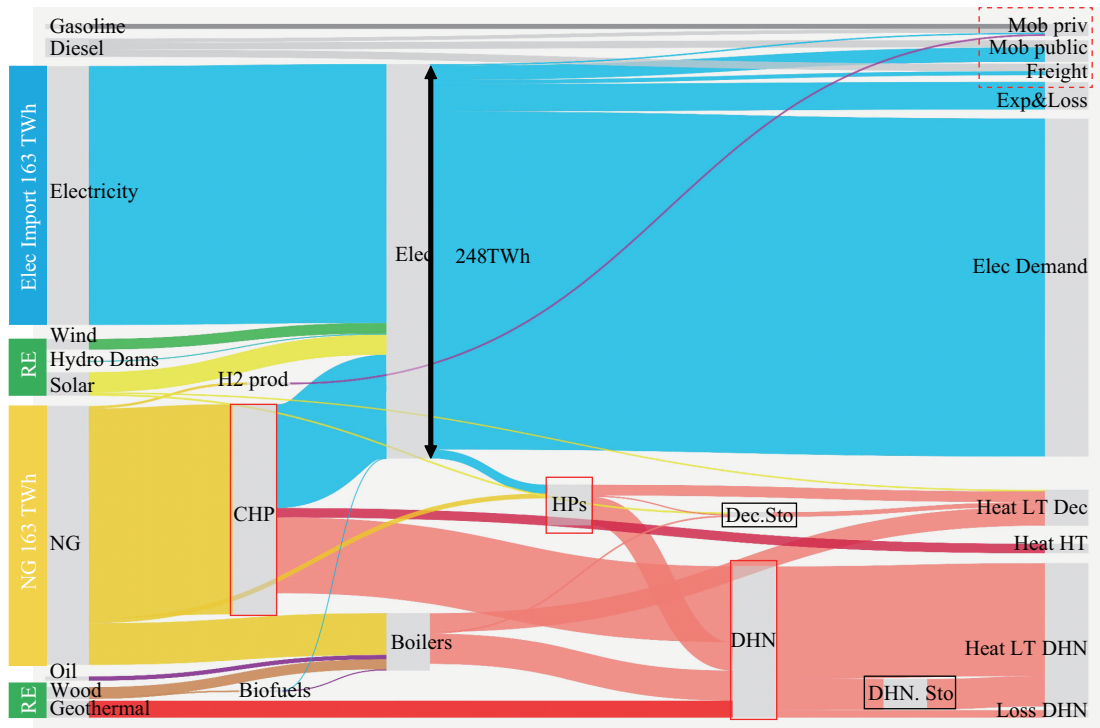 Gasoline
Mob priv
Diesel
Mob public
Freight
Exp&Loss
Elec Import 163 TWh
Electricity
Elec
248TWh
Elec Demand
RE
Wind
Hydro Dams
Solar
H2 prod
NG 163 TWh
NG
CHP
HPs
Dec.Sto
Heat LT Dec
Heat HT
Boilers
DHN
Heat LT DHN
Oil
RE
Wood
Biofuels
DHN. Sto
Geothermal
Loss DHN